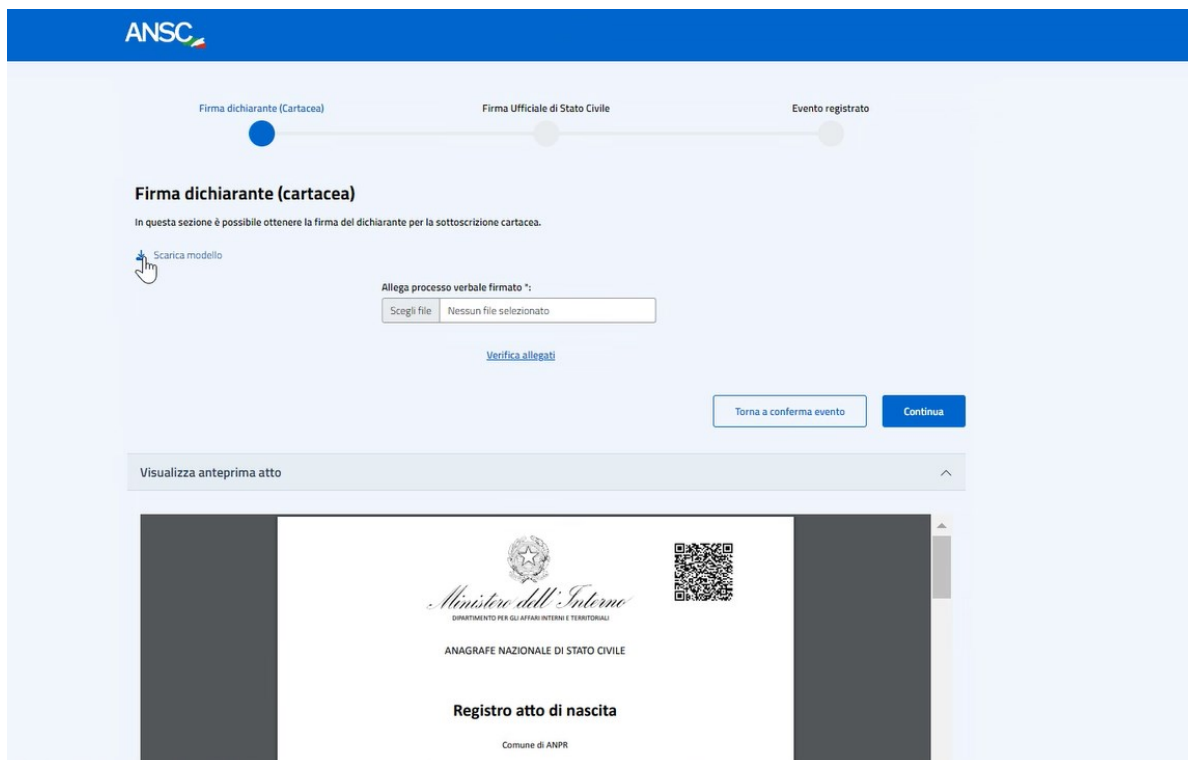 ANSC
Firma dichiarante (Cartacea)
Firma Ufficiale di Stato Civile
Evento registrato
Firma dichiarante (cartacea)
In questa sezione è possibile ottenere la firma del dichiarante per la sottoscrizione cartacea.
Scarica modello
Allega processo verbale firmato *:
Scegli file Nessun file selezionato
Verifica allegati
Torna a conferma evento Continua
Visualizza anteprima atto
Ministero dell'Interno
DIPARTIMENTO PER GLI AFFARI INTERNI E TERRITORIALI
ANAGRAFE NAZIONALE DI STATO CIVILE
Registro atto di nascita
Comune di ANPR